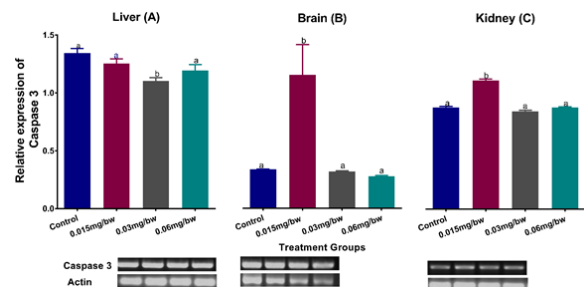 Liver (A) Brain (B) Kidney (C)
Relative expression of
Caspase 3
1.5
1.0
0.5
0.0
a a b a
a b a a
a b a a
Control 0.015mg/bw 0.03mg/bw 0.06mg/bw
Control 0.015mg/bw 0.03mg/bw 0.06mg/bw
Control 0.015mg/bw 0.03mg/bw 0.06mg/bw
Treatment Groups
Caspase 3
Actin